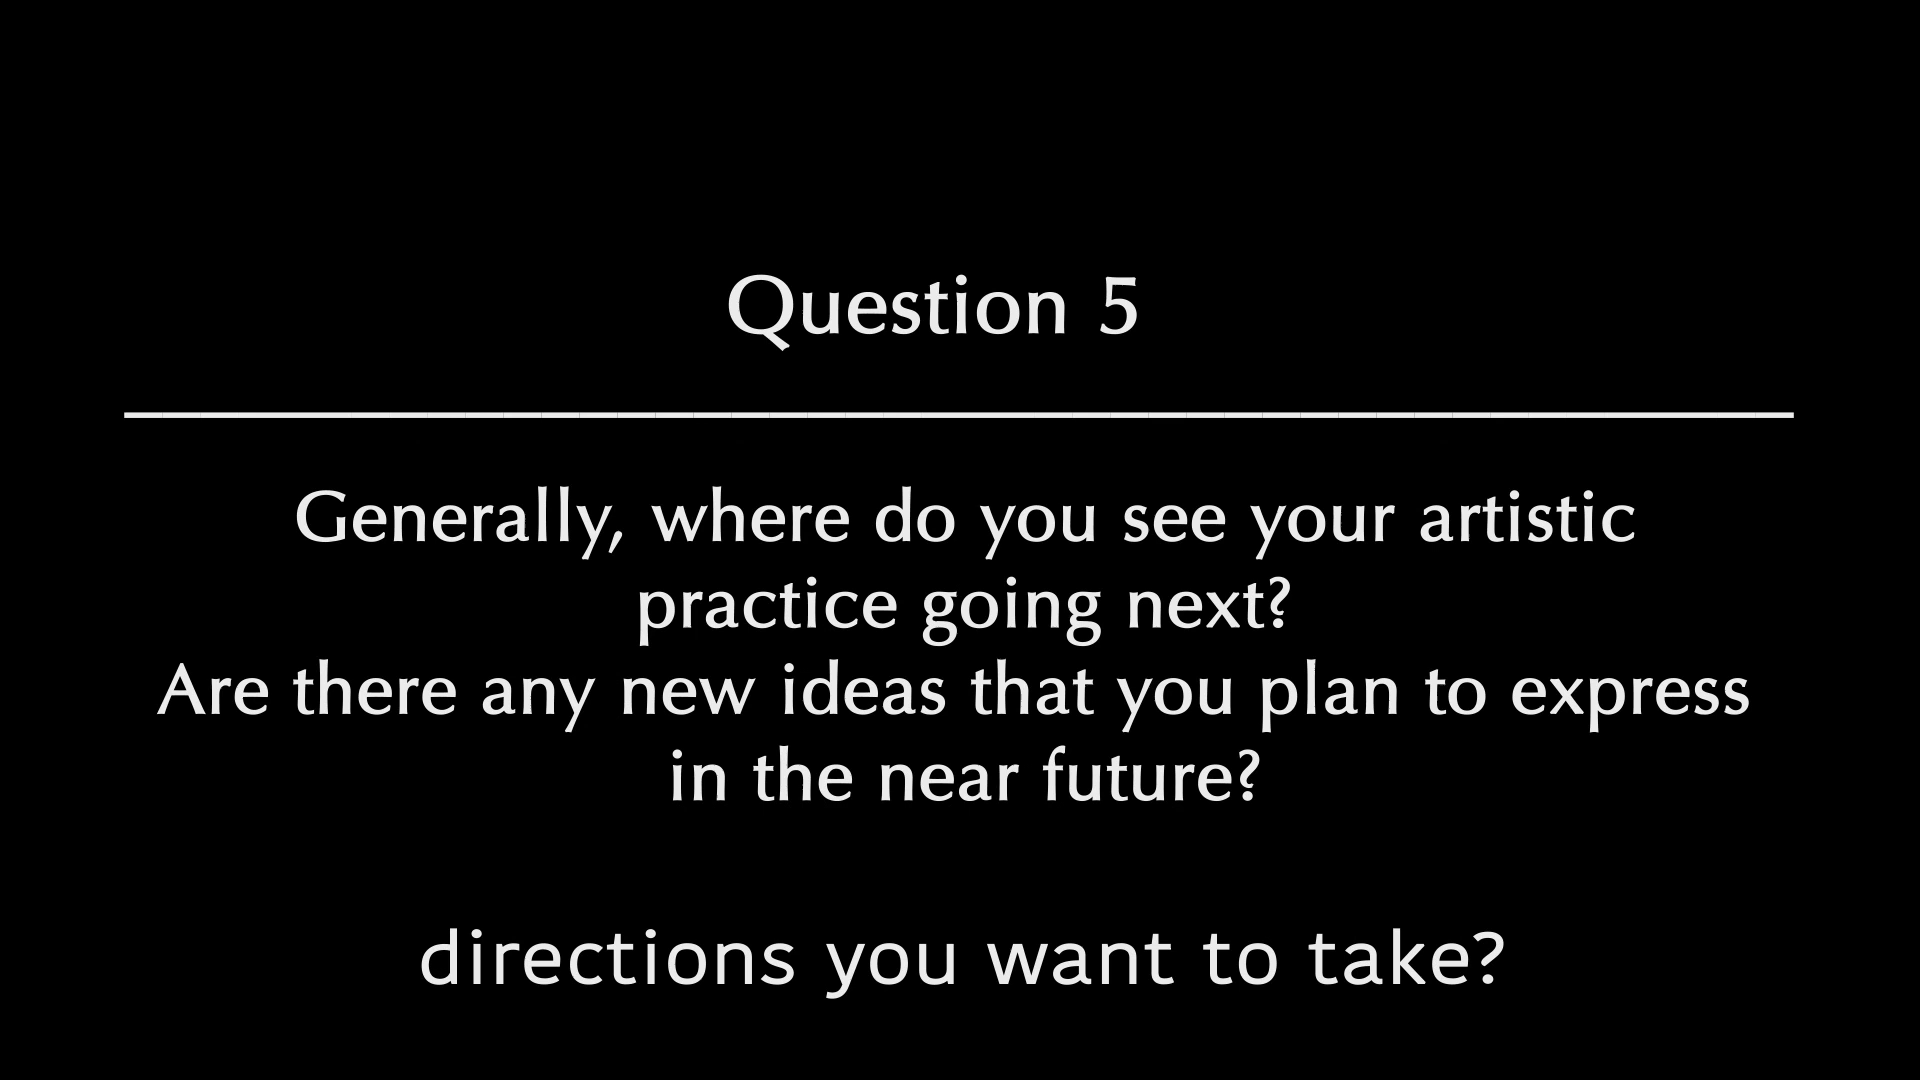 Question 5
Generally, where do you see your artistic
practice going next?
Are there any new ideas that you plan to express
in the near future?
directions you want to take?